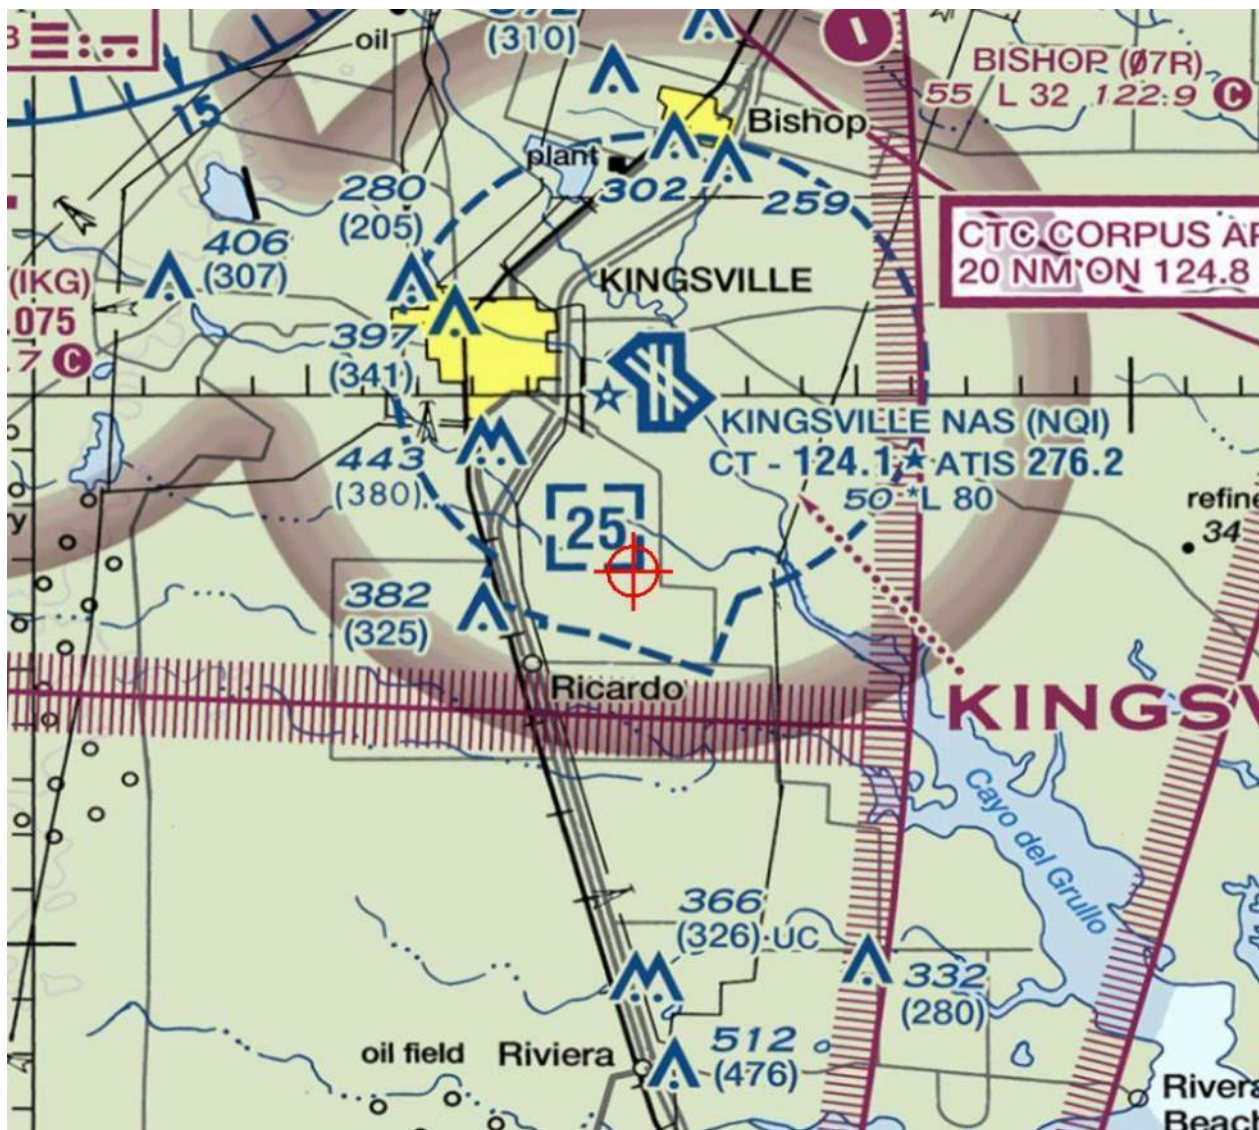 oil
(310)
BISHOP (Ø7R)
55 L 32 122.9 C
15
Bishop
plant
280
(205)
302
259
406
(307)
CTC CORPUS
20 NM ON 124.8
KINGSVILLE
(IKG)
.075
7 C
397
(341)
KINGSVILLE NAS (NQI)
CT - 124.1 ★ ATIS 276.2
50 *L 80
443
(380)
25
34
382
(325)
Ricardo
KINGSV
Cayo del Grullo
366
(326) UC
332
(280)
512
(476)
oil field
Riviera
Rivera
Beach